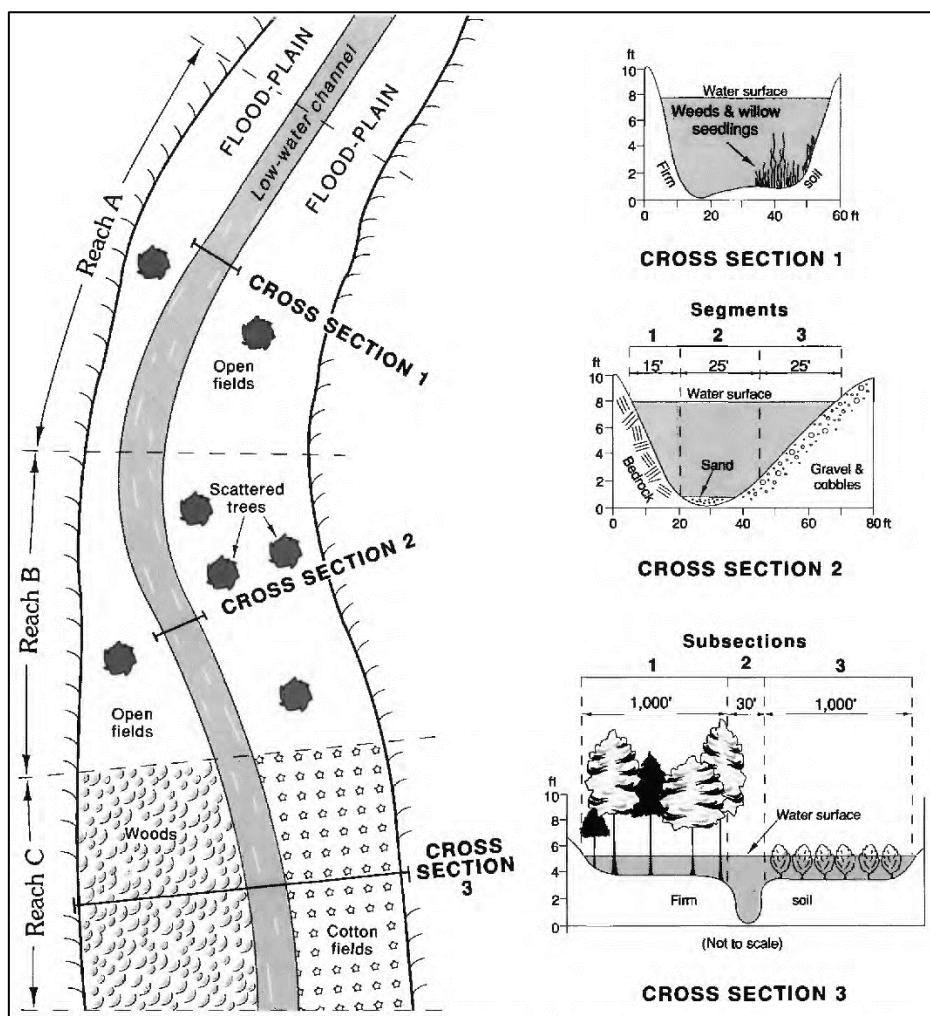 Reach A
FLOOD-PLAIN
Low-water channel
FLOOD-PLAIN
CROSS SECTION 1
Open
fields
Reach B
Scattered
trees
CROSS SECTION 2
Open
fields
Reach C
Woods
CROSS
SECTION
3
Cotton
fields
ft
10
8
6
4
2
0
Water surface
Weeds & willow
seedlings
Firm
soil
0
20
40
60 ft
CROSS SECTION 1
Segments
1
2
3
15'
25'
25'
ft
10
8
6
4
2
0
Water surface
Bedrock
Sand
Gravel &
cobbles
0
20
40
60
80 ft
CROSS SECTION 2
Subsections
1
2
3
1,000'
30'
1,000'
ft
10
8
6
4
2
0
Water surface
Firm
soil
(Not to scale)
CROSS SECTION 3